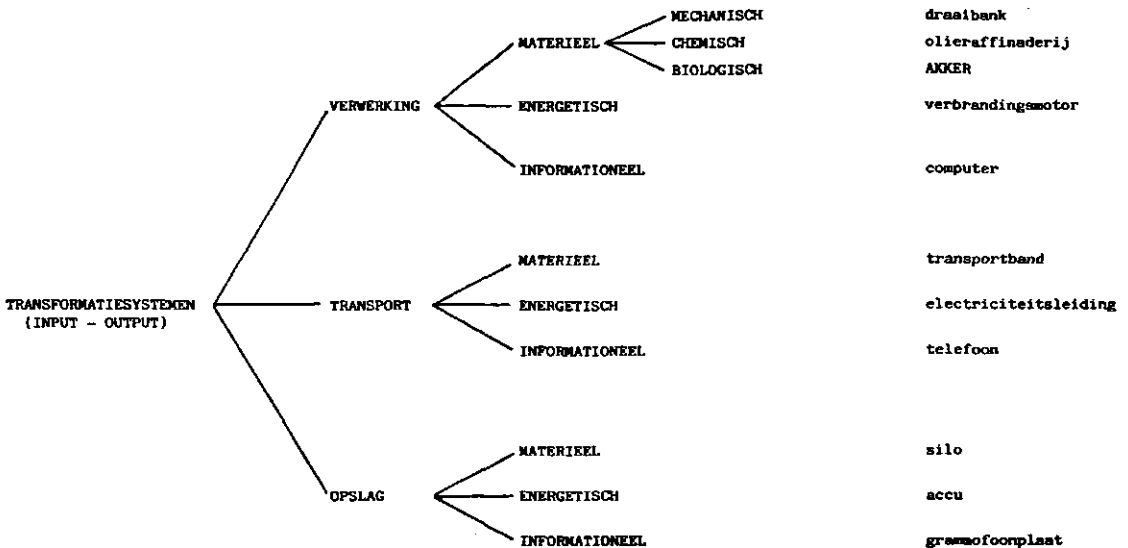 MECHANISCH draaibank
MATERIEEL CHEMISCH olieraffinaderij
BIOLOGISCH AKKER
VERWERKING ENERGETISCH verbrandingsmotor
INFORMATIONEEL computer
MATERIEEL transportband
TRANSFORMATIESYSTEMEN TRANSPORT ENERGETISCH electriciteitsleiding
(INPUT - OUTPUT)
INFORMATIONEEL telefoon
MATERIEEL silo
OPSLAG ENERGETISCH accu
INFORMATIONEEL grammofoonplaat